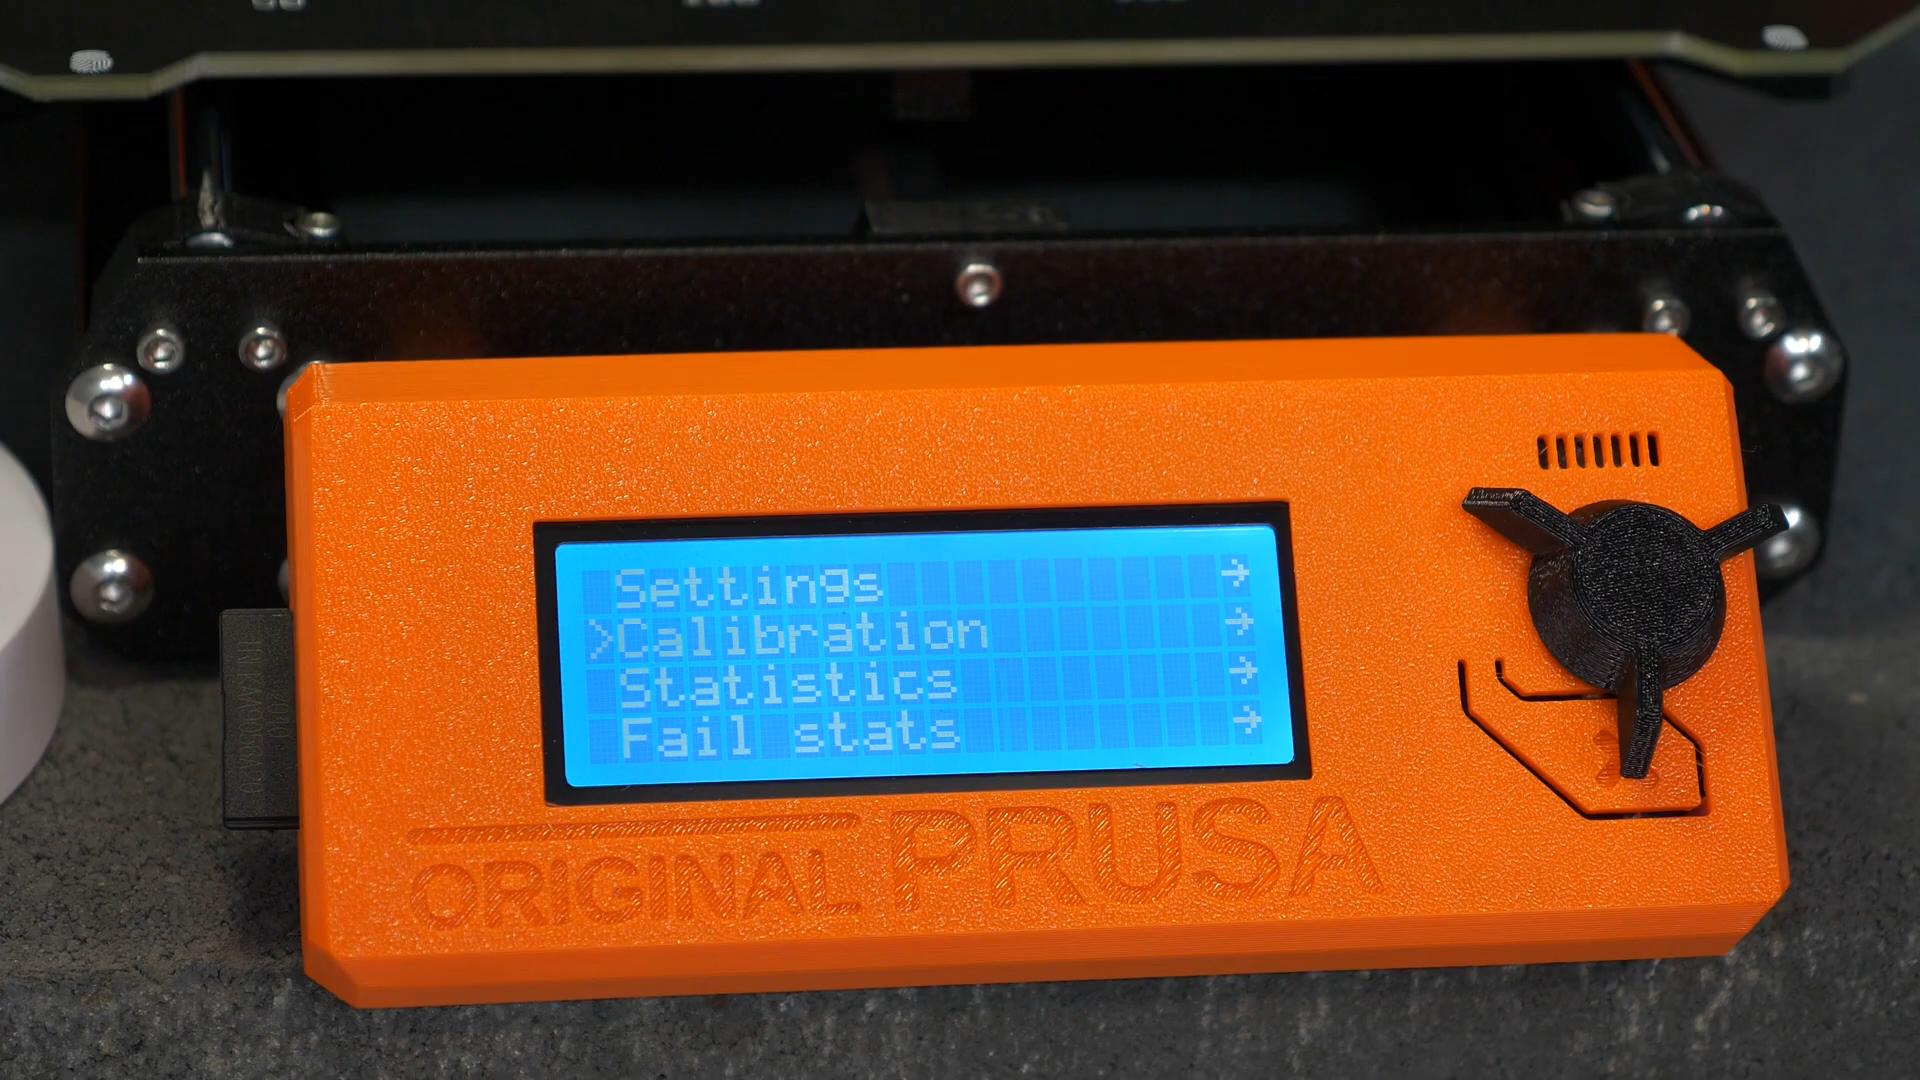 Settings →
>Calibration →
Statistics →
Fail stats →
ORIGINAL PRUSA